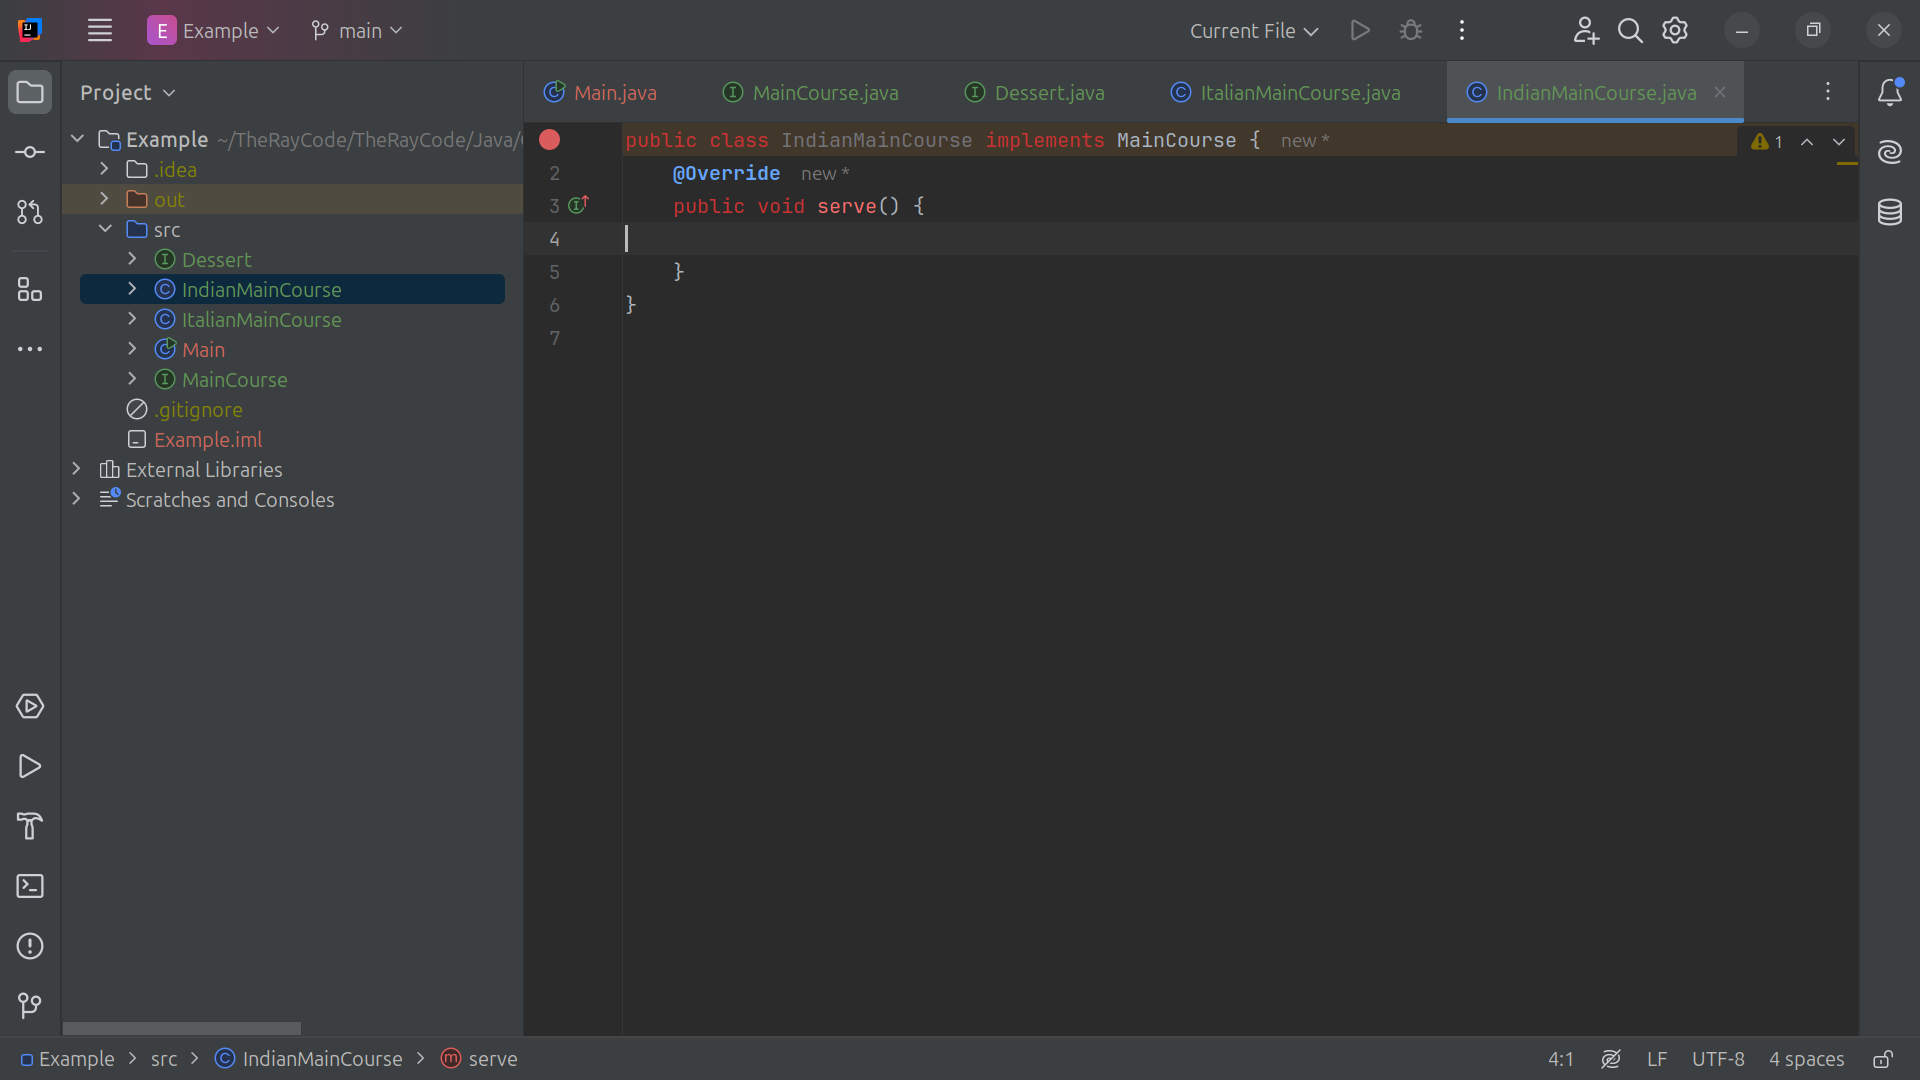 E Example main Current File
Project
Main.java MainCourse.java Dessert.java ItalianMainCourse.java IndianMainCourse.java
Example ~/TheRayCode/TheRayCode/Java/
.idea
out
src
Dessert
IndianMainCourse
ItalianMainCourse
Main
MainCourse
.gitignore
Example.iml
External Libraries
Scratches and Consoles
public class IndianMainCourse implements MainCourse { new *
1
2 @Override new *
3 public void serve() {
4
5 }
6 }
7
Example > src > IndianMainCourse > serve
4:1 LF UTF-8 4 spaces